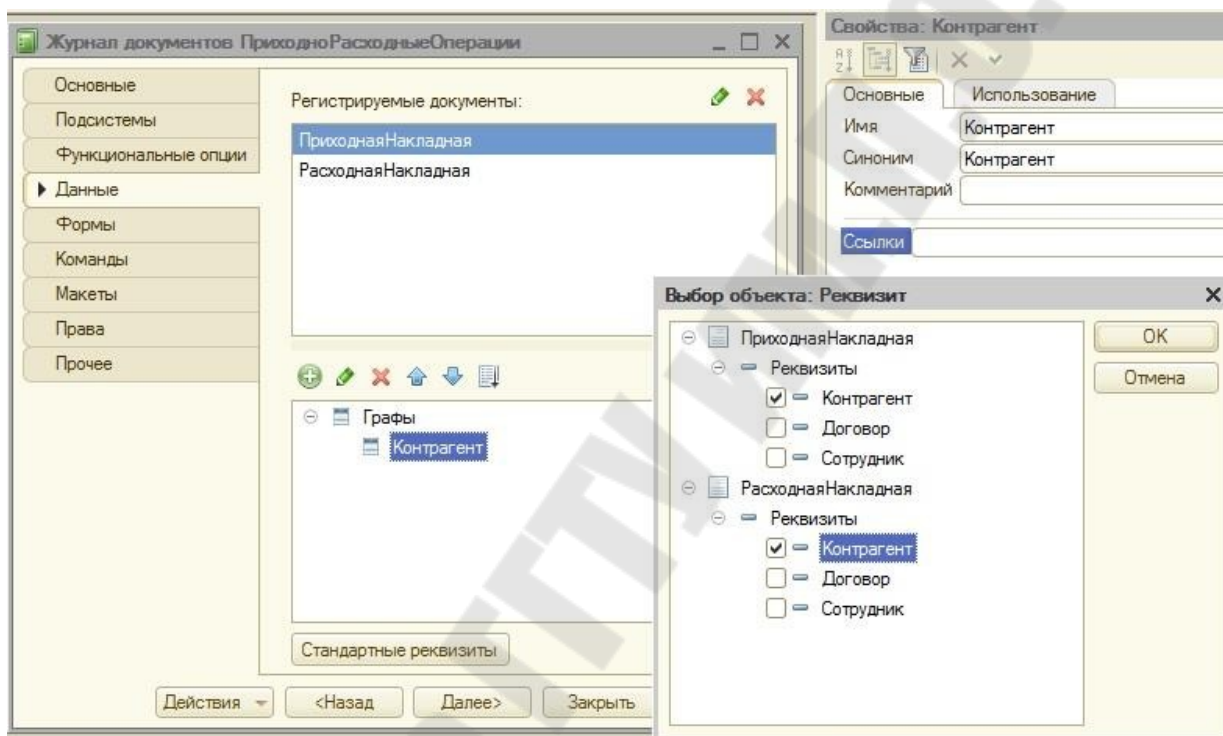 Журнал документов ПриходноРасходныеОперации
Основные
Подсистемы
Функциональные опции
Данные
Формы
Команды
Макеты
Права
Прочее
Регистрируемые документы:
ПриходнаяНакладная
РасходнаяНакладная
Графы
Контрагент
Стандартные реквизиты
Действия
<Назад
Далее>
Закрыть
Свойства: Контрагент
Основные
Использование
Имя
Контрагент
Синоним
Контрагент
Комментарий
Ссылки
Выбор объекта: Реквизит
ПриходнаяНакладная
Реквизиты
Контрагент
Договор
Сотрудник
РасходнаяНакладная
Реквизиты
Контрагент
Договор
Сотрудник
OK
Отмена